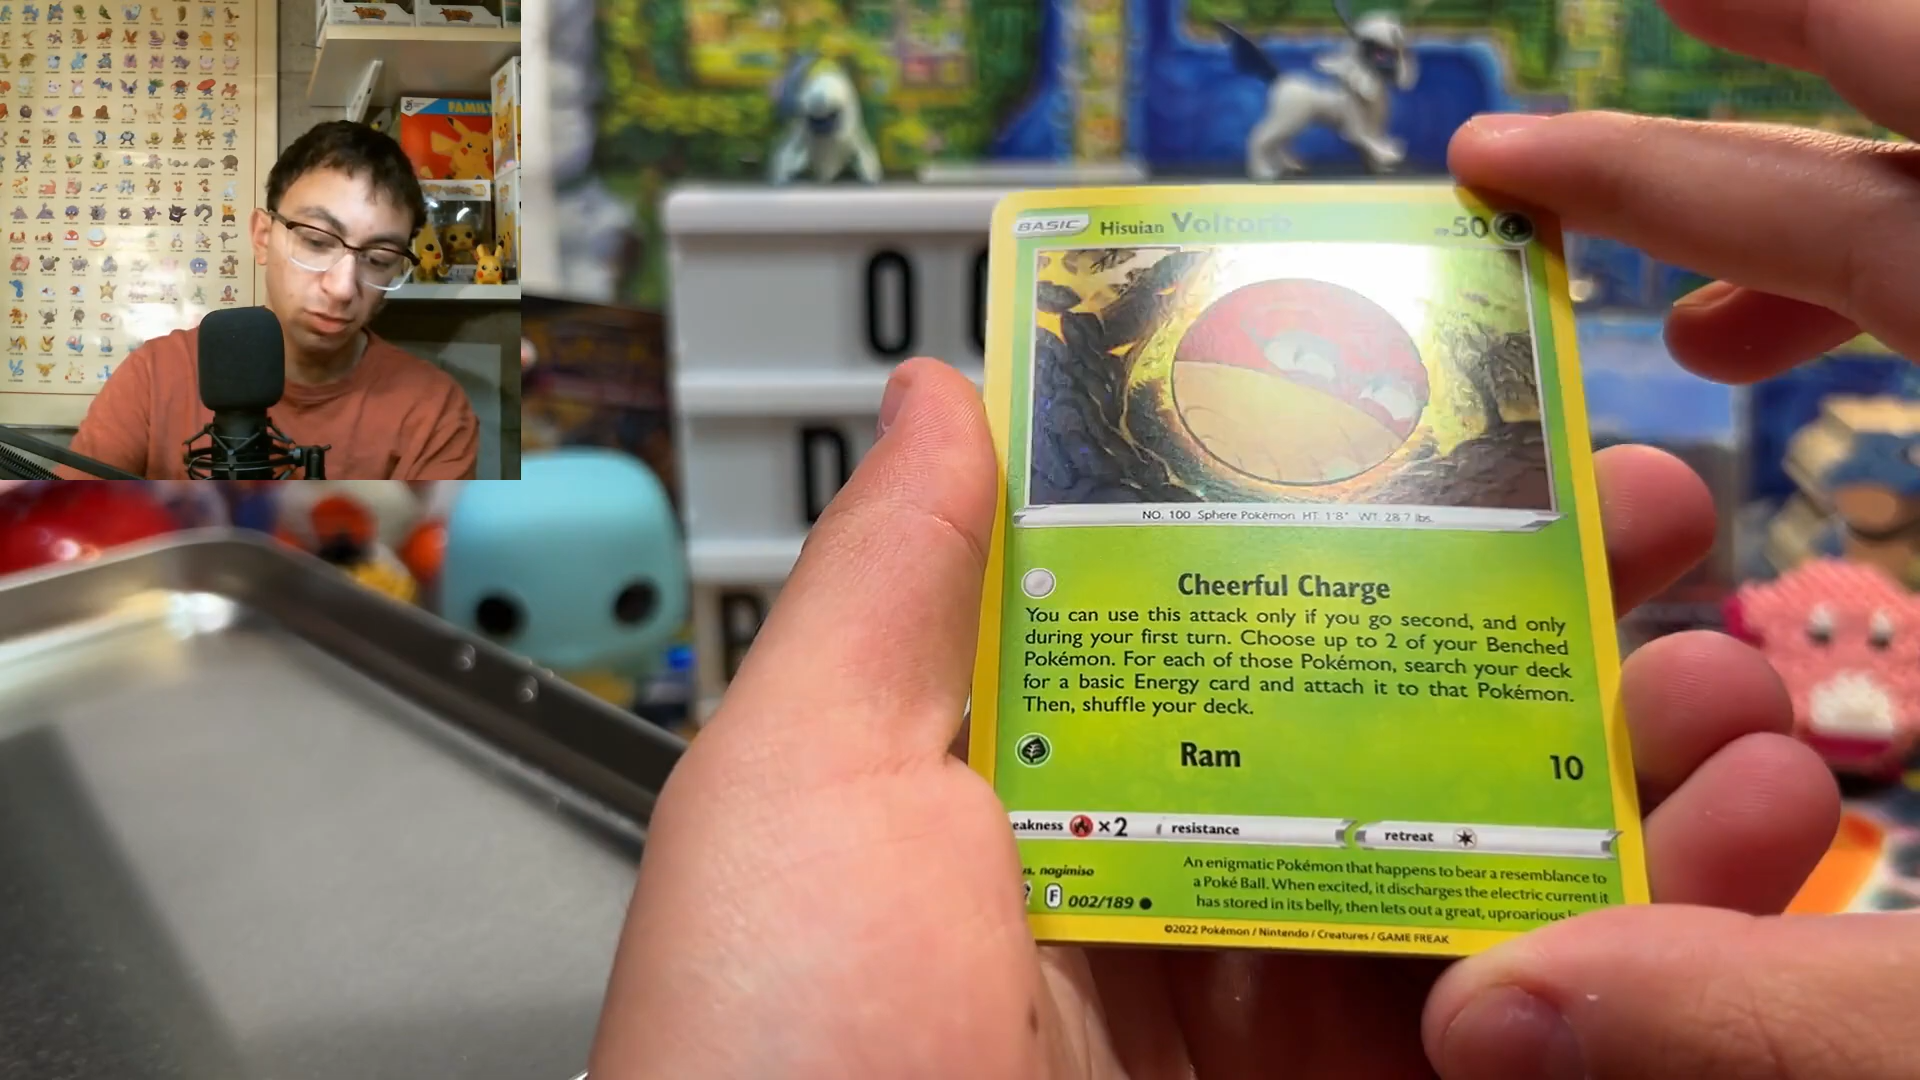 FAMILY
BASIC Hisuian Voltorb HP 50
NO. 100 Sphere Pokémon HT: 1'8" WT: 28.7 lbs.
Cheerful Charge
You can use this attack only if you go second, and only
during your first turn. Choose up to 2 of your Benched
Pokémon. For each of those Pokémon, search your deck
for a basic Energy card and attach it to that Pokémon.
Then, shuffle your deck.
Ram 10
eakness ×2 resistance retreat
us. nagimiso
F 002/189
An enigmatic Pokémon that happens to bear a resemblance to
a Poké Ball. When excited, it discharges the electric current it
has stored in its belly, then lets out a great, uproarious
©2022 Pokémon / Nintendo / Creatures / GAME FREAK